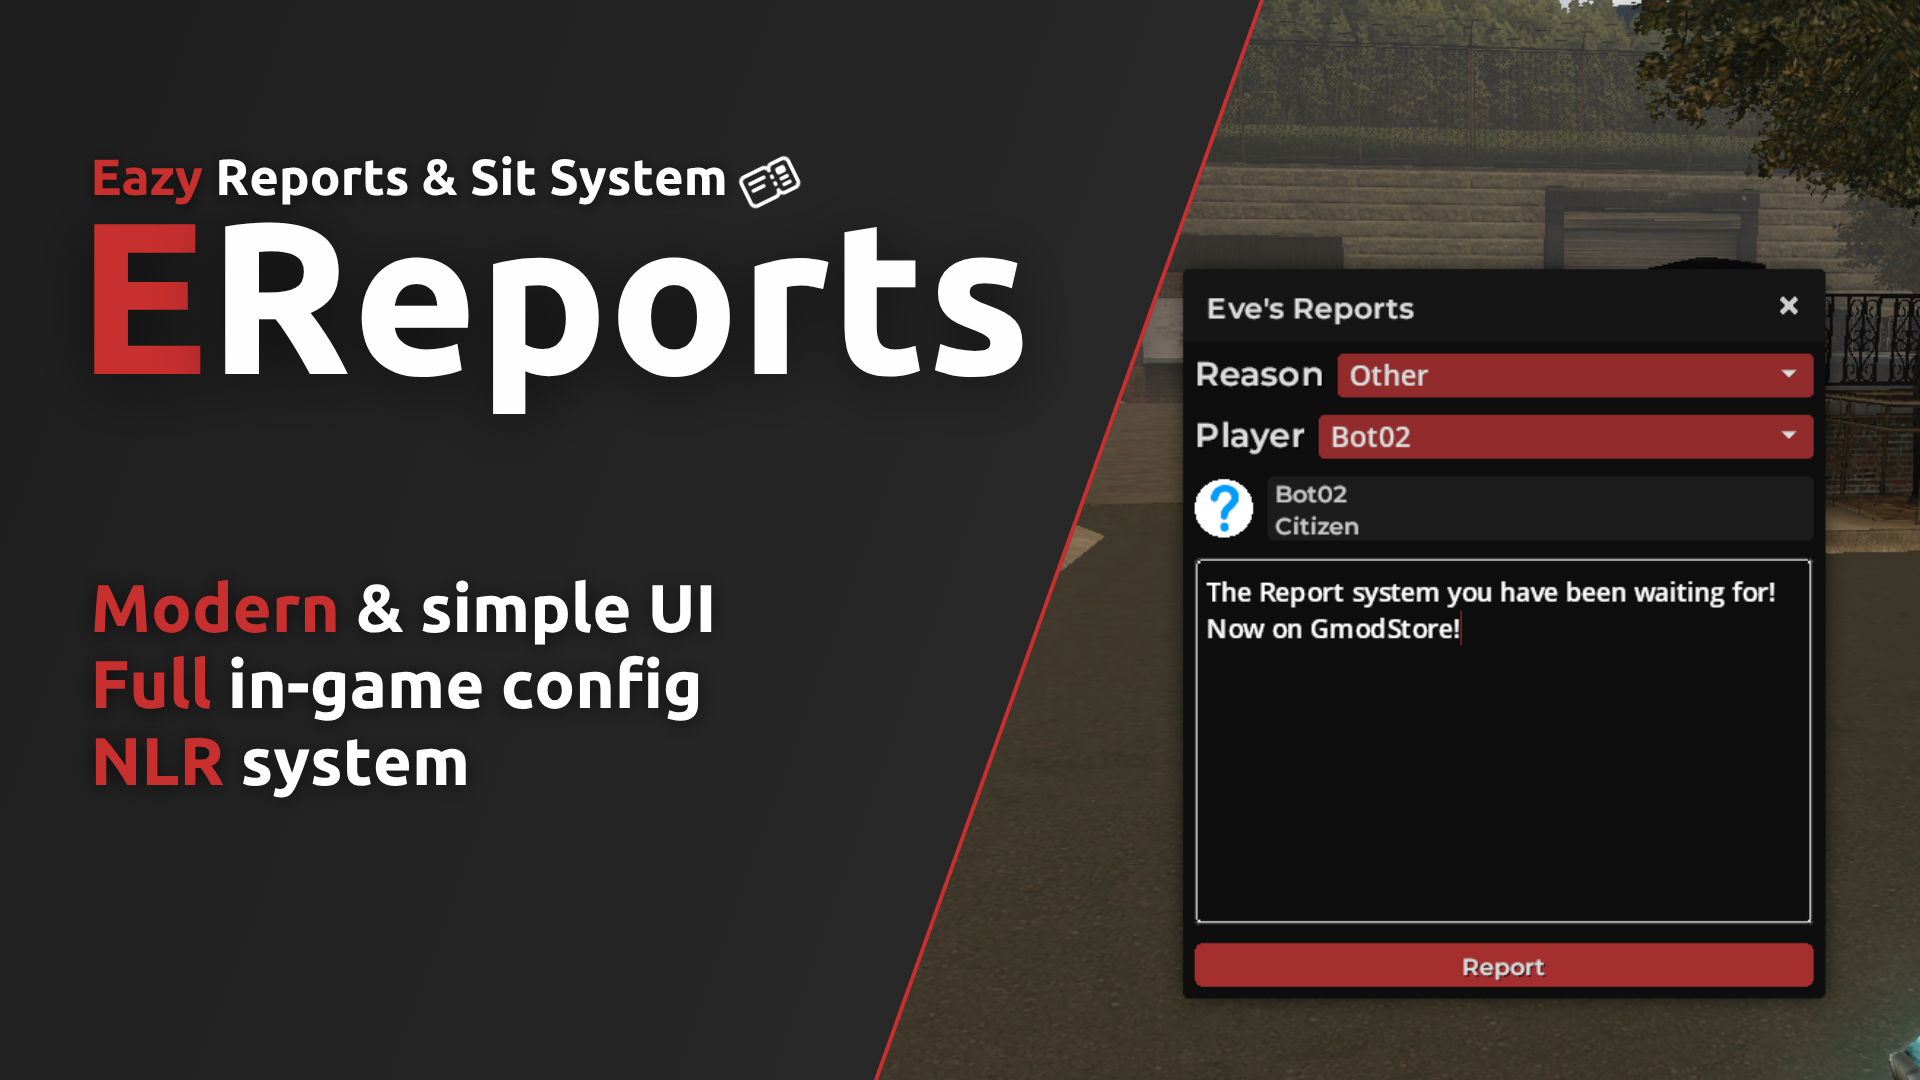 Eazy Reports & Sit System
EReports
Modern & simple UI
Full in-game config
NLR system
Eve's Reports
Reason Other
Player Bot02
Bot02
Citizen
The Report system you have been waiting for!
Now on GmodStore!
Report